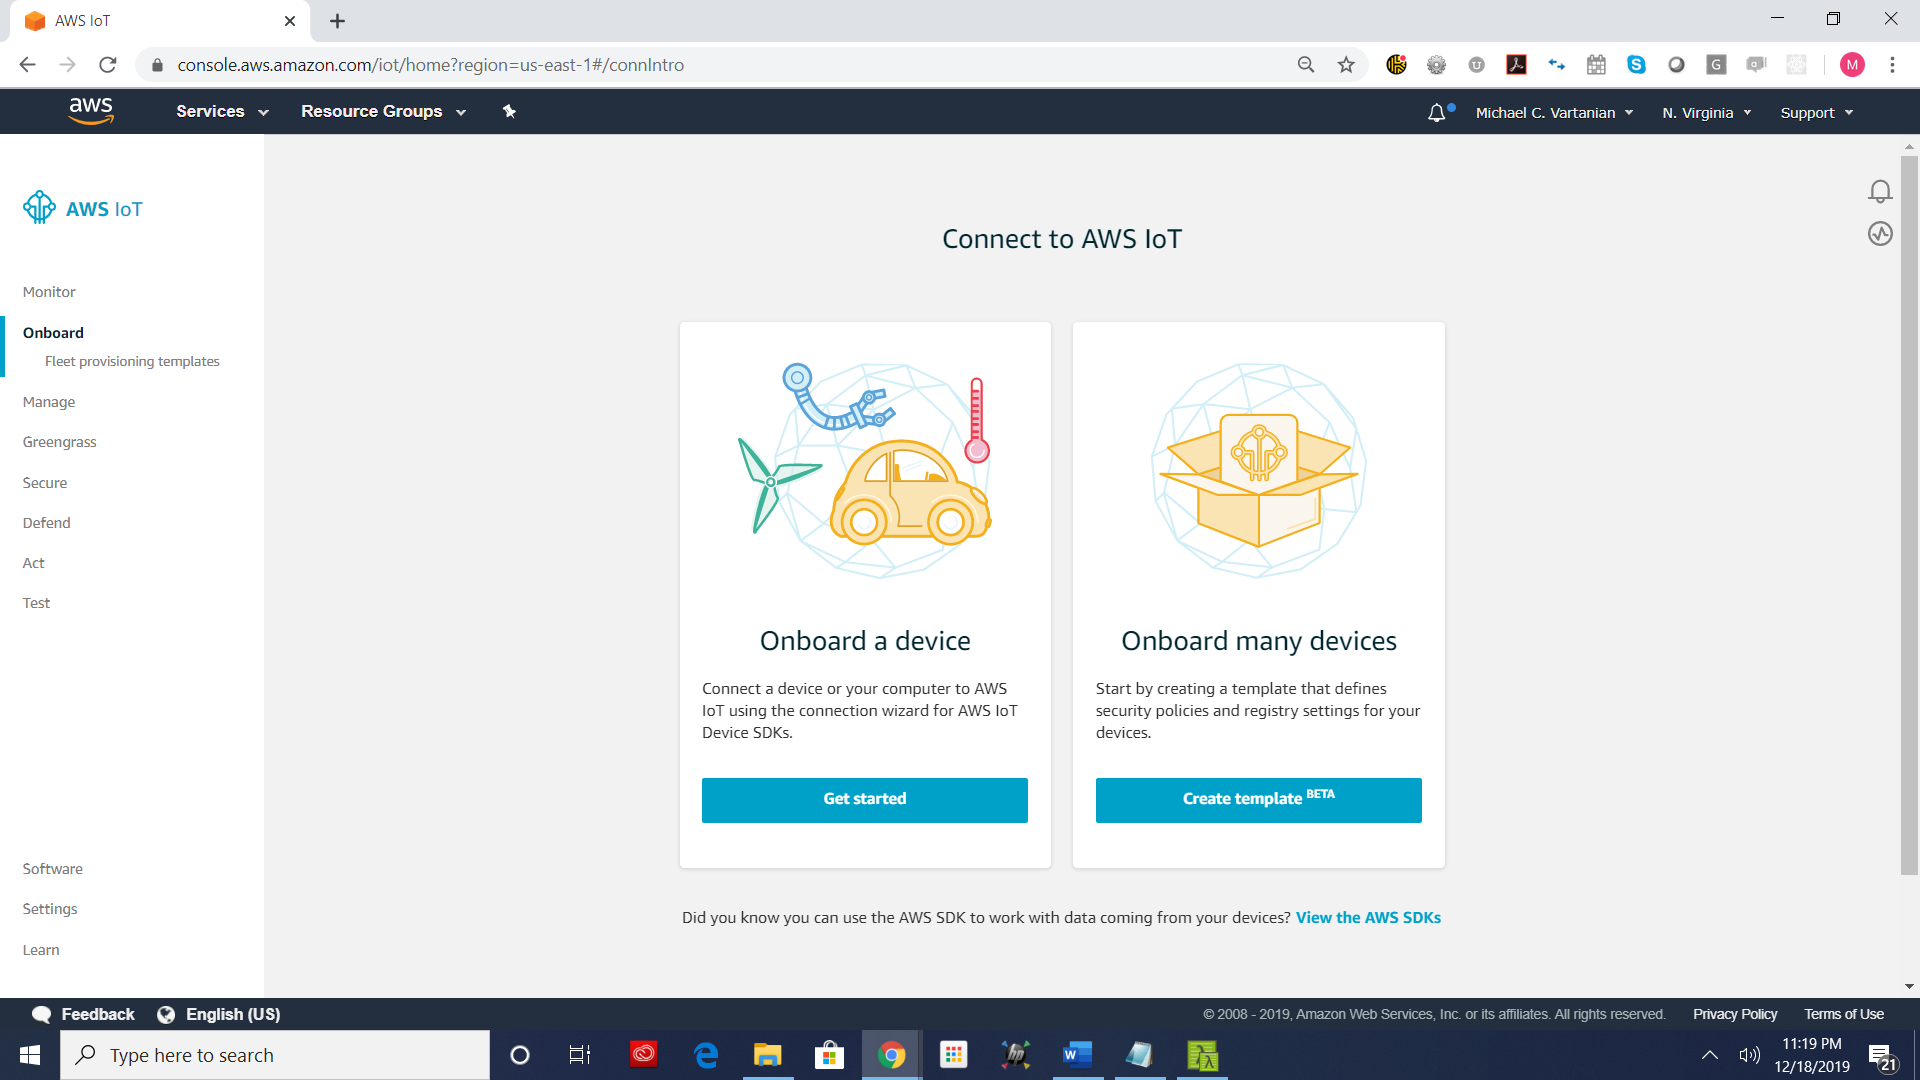 AWS IoT
console.aws.amazon.com/iot/home?region=us-east-1#/connIntro
M
aws
Services
Resource Groups
Michael C. Vartanian
N. Virginia
Support
AWS IoT
Monitor
Onboard
Fleet provisioning templates
Manage
Greengrass
Secure
Defend
Act
Test
Software
Settings
Learn
Connect to AWS IoT
Onboard a device
Connect a device or your computer to AWS
IoT using the connection wizard for AWS IoT
Device SDKs.
Get started
Onboard many devices
Start by creating a template that defines
security policies and registry settings for your
devices.
Create template BETA
Did you know you can use the AWS SDK to work with data coming from your devices? View the AWS SDKs
Feedback
English (US)
© 2008 - 2019, Amazon Web Services, Inc. or its affiliates. All rights reserved.
Privacy Policy
Terms of Use
Type here to search
11:19 PM
12/18/2019
21